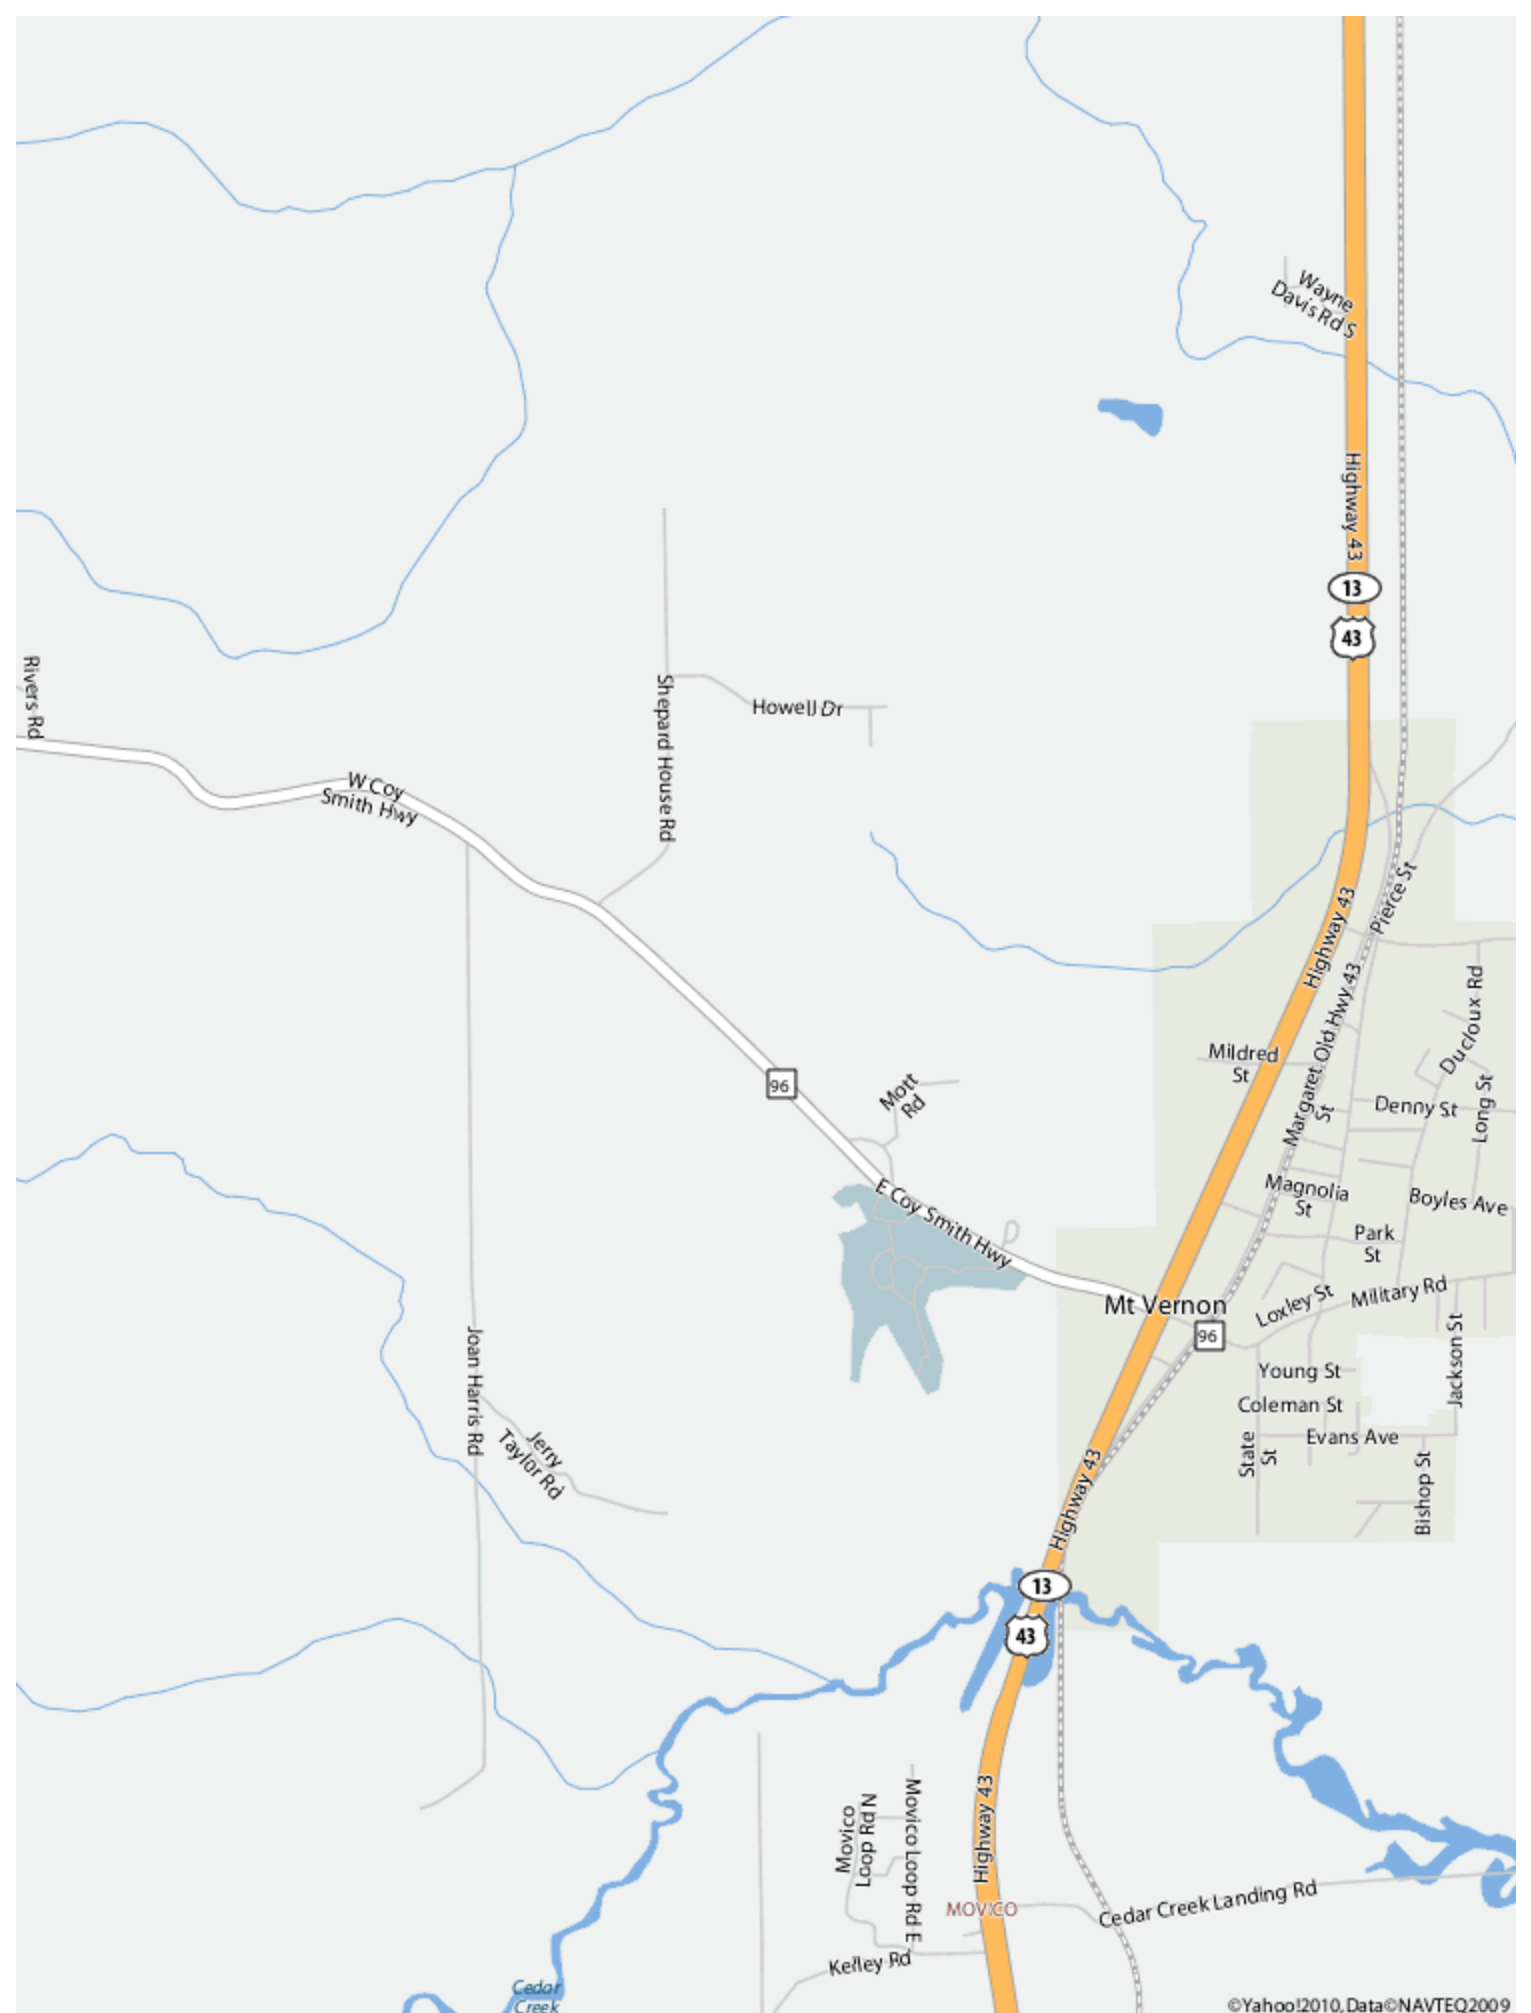 Wayne
Davis Rd S
Highway 43
13
43
Rivers Rd
Shepard House Rd
Howell Dr
W Coy
Smith Hwy
Pierce St
Highway 43
Margaret Old Hwy 43
St
Ducloux Rd
Mildred
St
96
Mott
Rd
Denny St
Long St
E Coy Smith Hwy
Magnolia
St
Boyles Ave
Park
St
Mt Vernon
Loxley St
Military Rd
96
Joan Harris Rd
Jackson St
Young St
Coleman St
Evans Ave
State
St
Bishop St
Jerry
Taylor Rd
Highway 43
13
43
Movico
Loop Rd N
Movico Loop Rd E
Highway 43
MOVICO
Cedar Creek Landing Rd
Kelley Rd
Cedar
Creek
©Yahoo!2010, Data©NAVTEQ2009